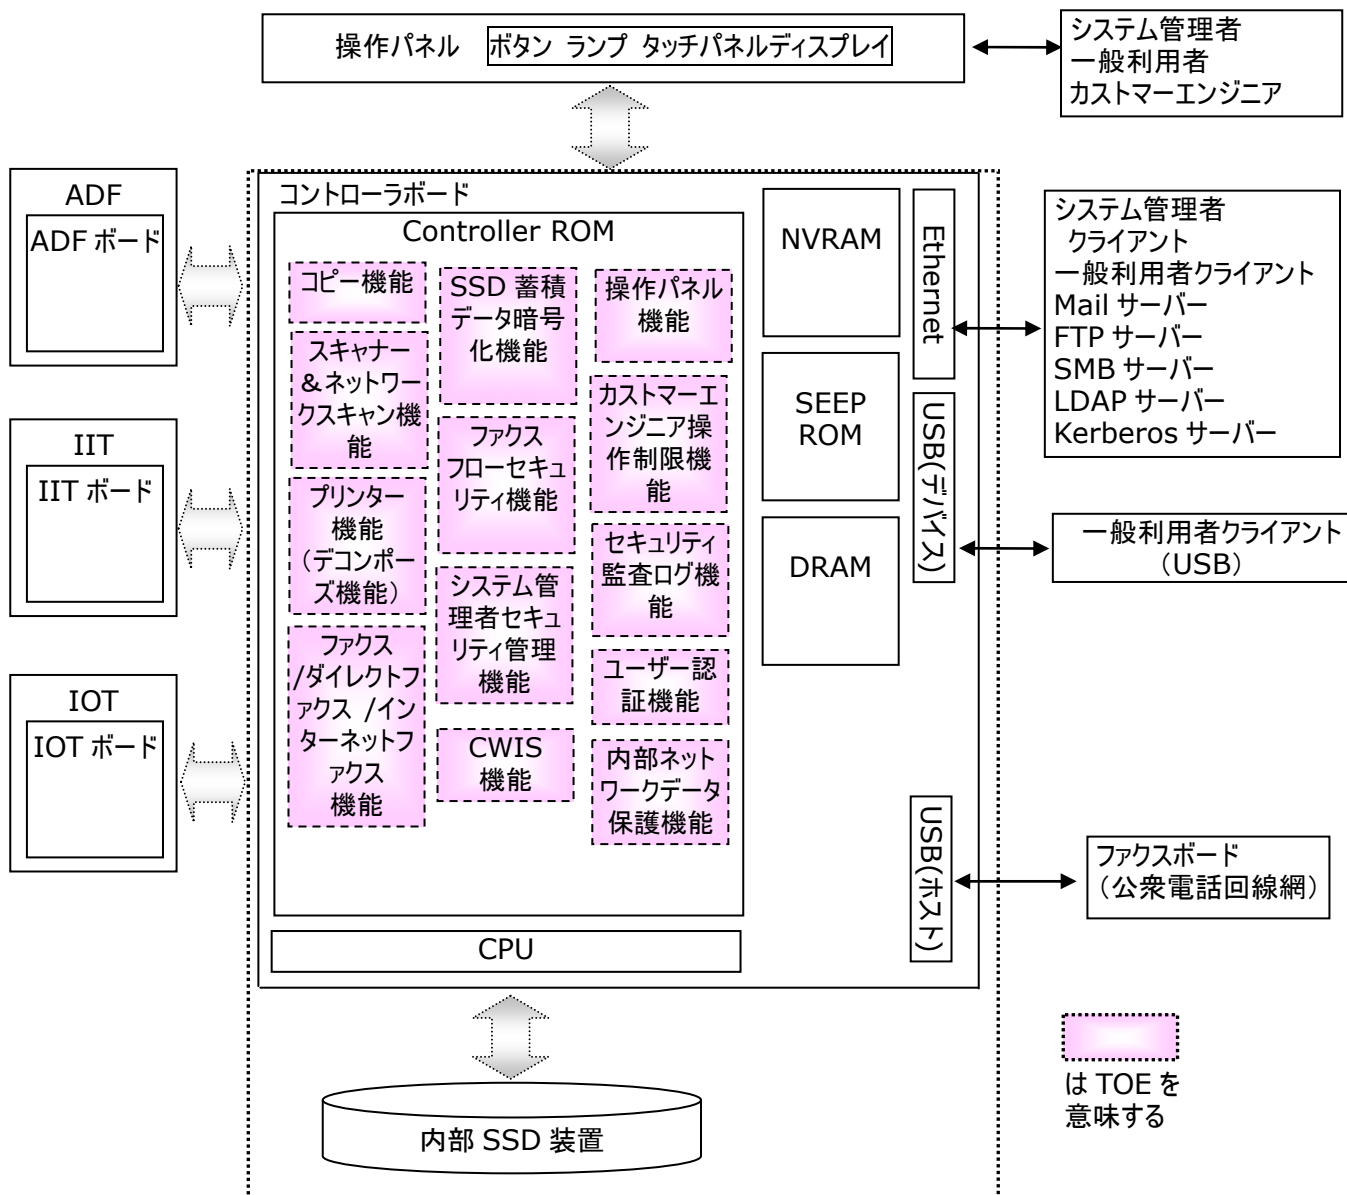 操作パネル ボタン ランプ タッチパネルディスプレイ
システム管理者
一般利用者
カストマーエンジニア
ADF
ADF ボード
IIT
IIT ボード
IOT
IOT ボード
コントローラボード
Controller ROM
コピー機能
スキャナー
&ネットワー
クスキャン機
能
プリンター
機能
(デコンポー
ズ機能)
ファクス
/ダイレクトフ
ァクス /イン
ターネットフ
ァクス
機能
SSD 蓄積
データ暗号
化機能
ファクス
フローセキュ
リティ機能
システム管
理者セキュ
リティ管理
機能
CWIS
機能
操作パネル
機能
カストマーエ
ンジニア操
作制限機
能
セキュリティ
監査ログ機
能
ユーザー認
証機能
内部ネット
ワークデータ
保護機能
CPU
NVRAM
SEEP
ROM
DRAM
Ethernet
USB(デバイス)
USB(ホスト)
システム管理者
クライアント
一般利用者クライアント
Mail サーバー
FTP サーバー
SMB サーバー
LDAP サーバー
Kerberos サーバー
一般利用者クライアント
(USB)
ファクスボード
(公衆電話回線網)
内部 SSD 装置
は TOE を
意味する